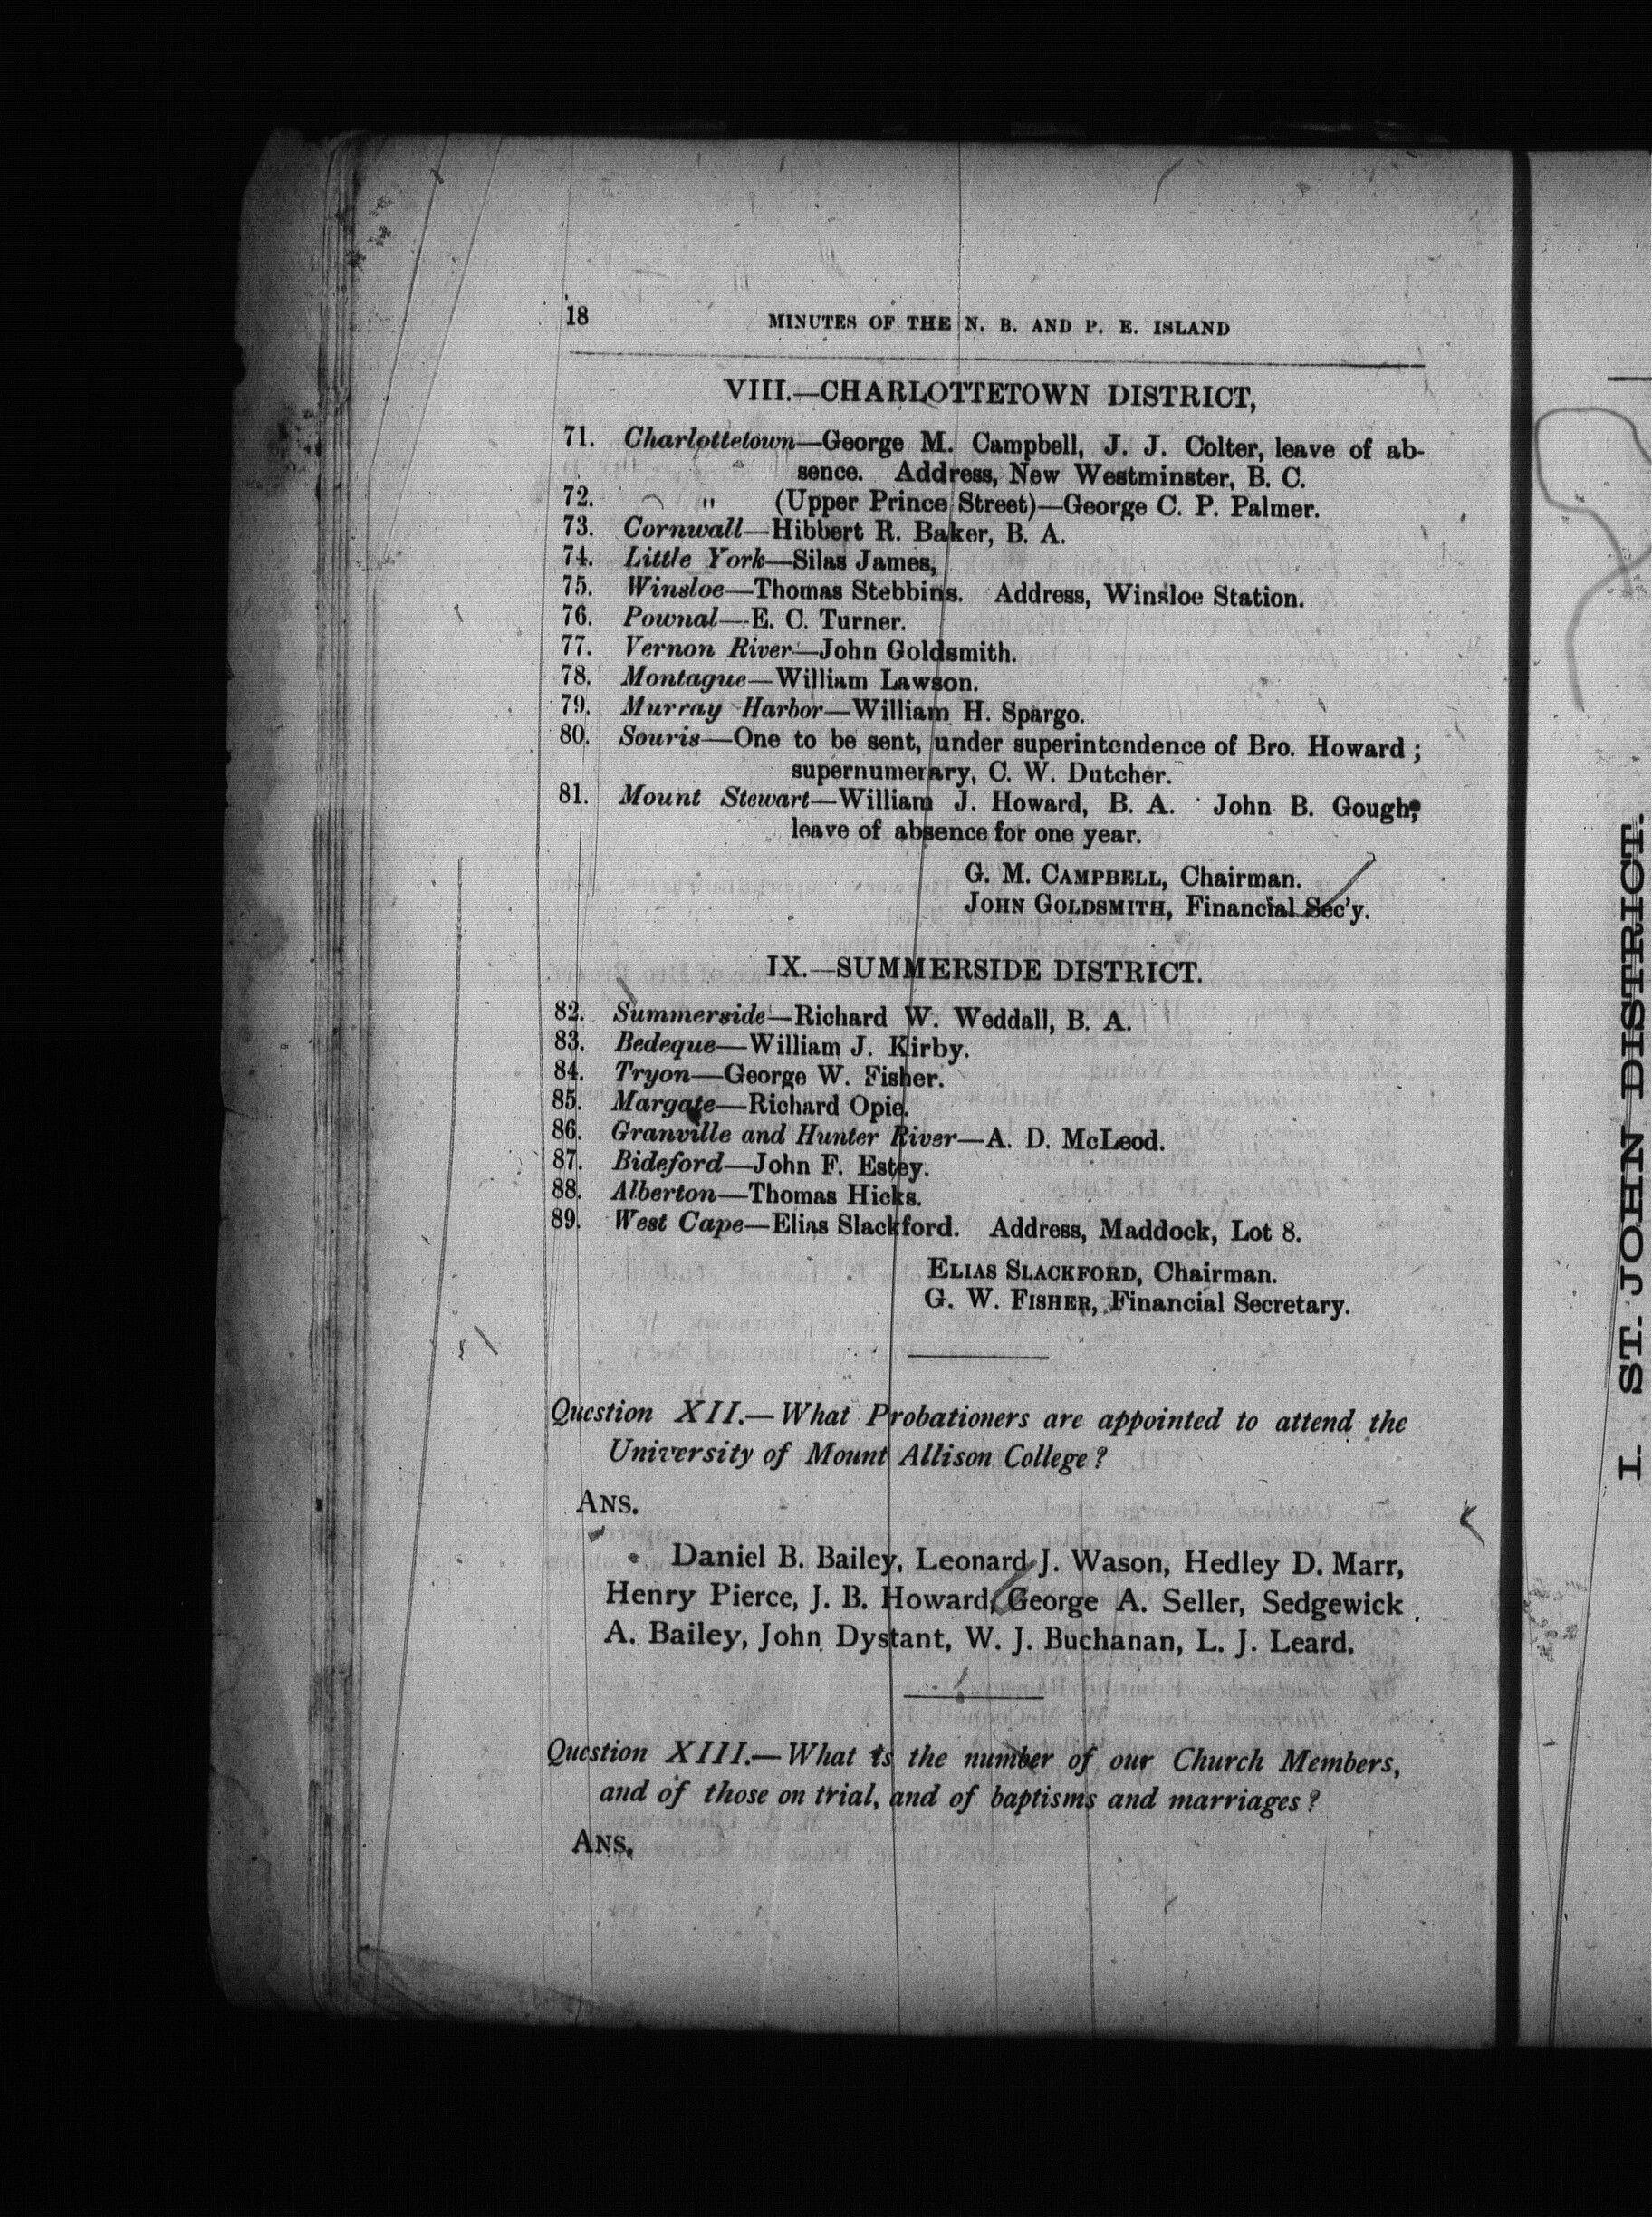 18 MINUTES OF THE N. B. AND P. E. ISLAND
VIII.—CHARLOTTETOWN DISTRICT,
71. Charlottetown—George M. Campbell, J. J. Colter, leave of ab-
sence. Address, New Westminster, B. C.
72. " (Upper Prince Street)—George C. P. Palmer.
73. Cornwall—Hibbert R. Baker, B. A.
74. Little York—Silas James,
75. Winsloe—Thomas Stebbins. Address, Winsloe Station.
76. Pownal—E. C. Turner.
77. Vernon River—John Goldsmith.
78. Montague—William Lawson.
79. Murray Harbor—William H. Spargo.
80. Souris—One to be sent, under superintendence of Bro. Howard ;
supernumerary, C. W. Dutcher.
81. Mount Stewart—William J. Howard, B. A. John B. Gough,
leave of absence for one year.
G. M. CAMPBELL, Chairman.
JOHN GOLDSMITH, Financial Sec'y.
IX.—SUMMERSIDE DISTRICT.
82. Summerside—Richard W. Weddall, B. A.
83. Bedeque—William J. Kirby.
84. Tryon—George W. Fisher.
85. Margate—Richard Opie.
86. Granville and Hunter River—A. D. McLeod.
87. Bideford—John F. Estey.
88. Alberton—Thomas Hicks.
89. West Cape—Elias Slackford. Address, Maddock, Lot 8.
ELIAS SLACKFORD, Chairman.
G. W. FISHER, Financial Secretary.
Question XII.—What Probationers are appointed to attend the
University of Mount Allison College?
ANS.
Daniel B. Bailey, Leonard J. Wason, Hedley D. Marr,
Henry Pierce, J. B. Howard, George A. Seller, Sedgewick
A. Bailey, John Dystant, W. J. Buchanan, L. J. Leard.
Question XIII.—What is the number of our Church Members,
and of those on trial, and of baptisms and marriages?
ANS.
I. ST. JOHN DISTRICT.